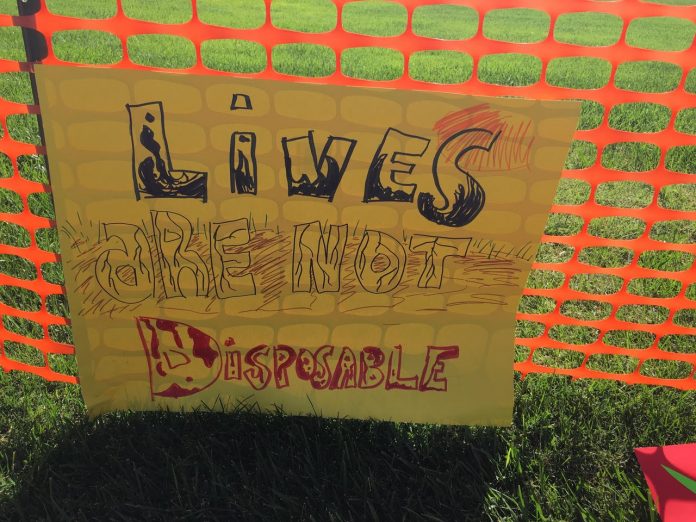 Lives
are not
Disposable